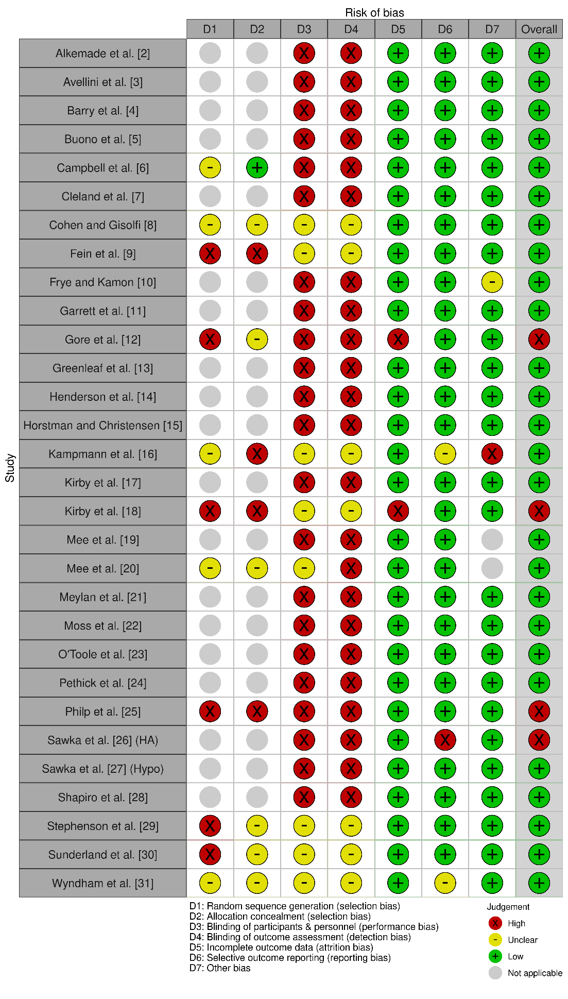 Risk of bias
D1 D2 D3 D4 D5 D6 D7 Overall
Alkemade et al. [2] X X + + + +
Avellini et al. [3] X X + + + +
Barry et al. [4] X X + + + +
Buono et al. [5] X X + + + +
Campbell et al. [6] - + X X + + + +
Cleland et al. [7] X X + + + +
Cohen and Gisolfi [8] - - - - + + + +
Fein et al. [9] X X - - + + + +
Frye and Kamon [10] X X + + - +
Garrett et al. [11] X X + + + +
Gore et al. [12] X - X X X + + X
Greenleaf et al. [13] X X + + + +
Henderson et al. [14] X X + + + +
Horstman and Christensen [15] X X + + + +
Kampmann et al. [16] - X - - + - X +
Kirby et al. [17] X X + + + +
Kirby et al. [18] X X - - X + + X
Mee et al. [19] X X + + +
Mee et al. [20] - - - X + + +
Meylan et al. [21] X X + + + +
Moss et al. [22] X X + + + +
O'Toole et al. [23] X X + + + +
Pethick et al. [24] X X + + + +
Philp et al. [25] X X X X + + + X
Sawka et al. [26] (HA) X X + X + X
Sawka et al. [27] (Hypo) X X + + + +
Shapiro et al. [28] X X + + + +
Stephenson et al. [29] X - - - + + + +
Sunderland et al. [30] X - - - + + + +
Wyndham et al. [31] - - - - + - + +
Study
D1: Random sequence generation (selection bias)
D2: Allocation concealment (selection bias)
D3: Blinding of participants & personnel (performance bias)
D4: Blinding of outcome assessment (detection bias)
D5: Incomplete outcome data (attrition bias)
D6: Selective outcome reporting (reporting bias)
D7: Other bias
Judgement
X High
- Unclear
+ Low
Not applicable